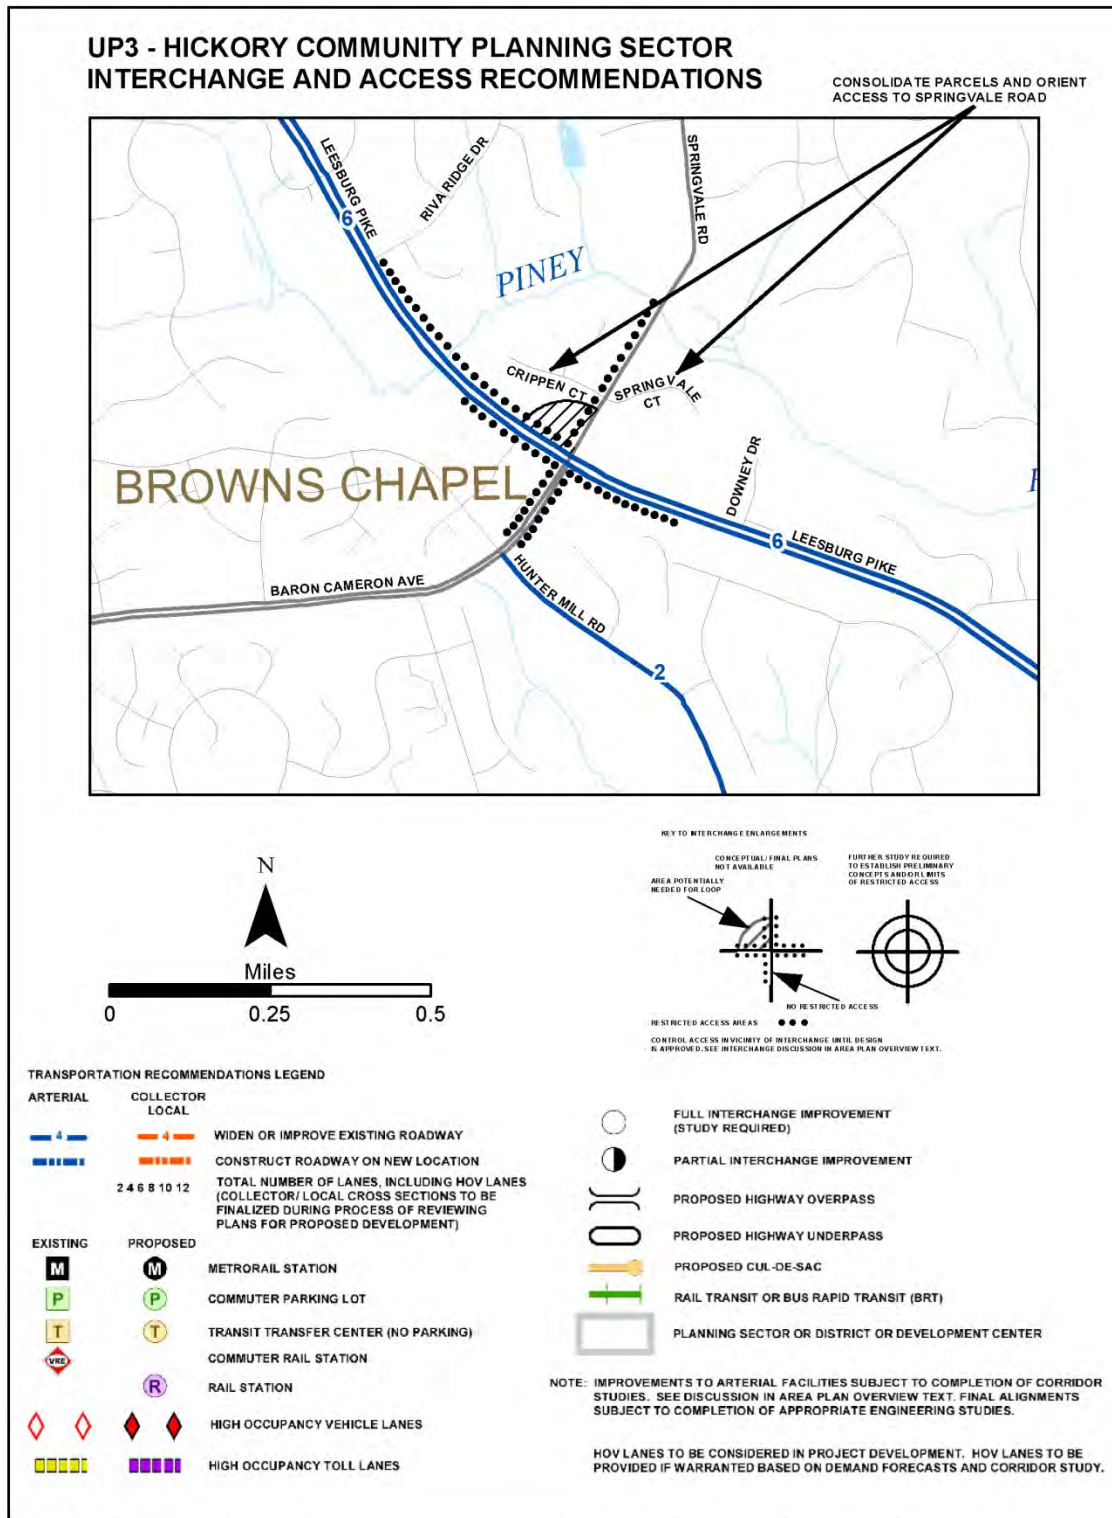 UP3 - HICKORY COMMUNITY PLANNING SECTOR
INTERCHANGE AND ACCESS RECOMMENDATIONS
CONSOLIDATE PARCELS AND ORIENT
ACCESS TO SPRINGVALE ROAD
LEESBURG PIKE
6
RIVA RIDGE DR
SPRINGVALE RD
PINEY
CRIPPEN CT
SPRINGVALE
CT
BROWNS CHAPEL
DOWNEY DR
6
LEESBURG PIKE
BARON CAMERON AVE
HUNTER MILL RD
2
N
Miles
0
0.25
0.5
KEY TO INTERCHANGE ENLARGEMENTS
CONCEPTUAL/FINAL PLANS
NOT AVAILABLE
AREA POTENTIALLY
NEEDED FOR LOOP
FURTHER STUDY REQUIRED
TO ESTABLISH PRELIMINARY
CONCEPTS AND/OR LIMITS
OF RESTRICTED ACCESS
NO RESTRICTED ACCESS
RESTRICTED ACCESS AREAS
CONTROL ACCESS IN VICINITY OF INTERCHANGE UNTIL DESIGN
IS APPROVED. SEE INTERCHANGE DISCUSSION IN AREA PLAN OVERVIEW TEXT.
TRANSPORTATION RECOMMENDATIONS LEGEND
ARTERIAL
COLLECTOR
LOCAL
4
4
WIDEN OR IMPROVE EXISTING ROADWAY
CONSTRUCT ROADWAY ON NEW LOCATION
2 4 6 8 10 12
TOTAL NUMBER OF LANES, INCLUDING HOV LANES
(COLLECTOR/ LOCAL CROSS SECTIONS TO BE
FINALIZED DURING PROCESS OF REVIEWING
PLANS FOR PROPOSED DEVELOPMENT)
EXISTING
PROPOSED
M
M
METRORAIL STATION
P
P
COMMUTER PARKING LOT
T
T
TRANSIT TRANSFER CENTER (NO PARKING)
VRE
COMMUTER RAIL STATION
R
RAIL STATION
HIGH OCCUPANCY VEHICLE LANES
HIGH OCCUPANCY TOLL LANES
FULL INTERCHANGE IMPROVEMENT
(STUDY REQUIRED)
PARTIAL INTERCHANGE IMPROVEMENT
PROPOSED HIGHWAY OVERPASS
PROPOSED HIGHWAY UNDERPASS
PROPOSED CUL-DE-SAC
RAIL TRANSIT OR BUS RAPID TRANSIT (BRT)
PLANNING SECTOR OR DISTRICT OR DEVELOPMENT CENTER
NOTE: IMPROVEMENTS TO ARTERIAL FACILITIES SUBJECT TO COMPLETION OF CORRIDOR
STUDIES. SEE DISCUSSION IN AREA PLAN OVERVIEW TEXT. FINAL ALIGNMENTS
SUBJECT TO COMPLETION OF APPROPRIATE ENGINEERING STUDIES.
HOV LANES TO BE CONSIDERED IN PROJECT DEVELOPMENT. HOV LANES TO BE
PROVIDED IF WARRANTED BASED ON DEMAND FORECASTS AND CORRIDOR STUDY.